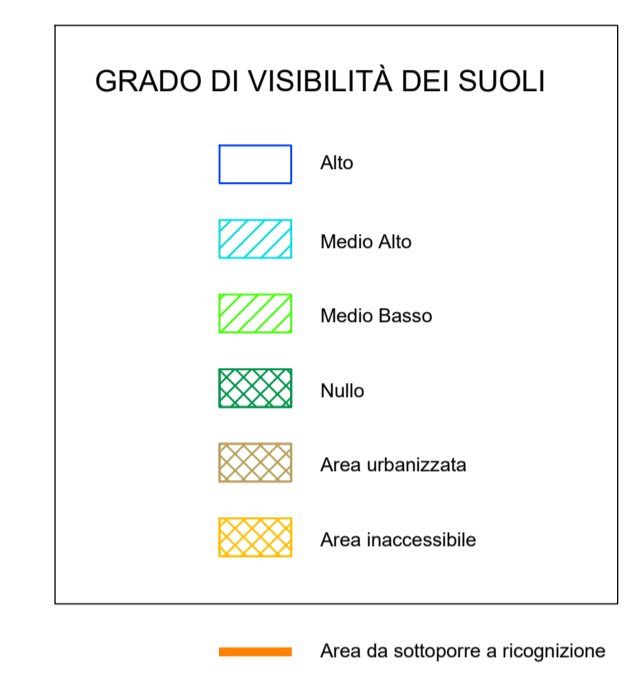 GRADO DI VISIBILITÀ DEI SUOLI
Alto
Medio Alto
Medio Basso
Nullo
Area urbanizzata
Area inaccessibile
Area da sottoporre a ricognizione